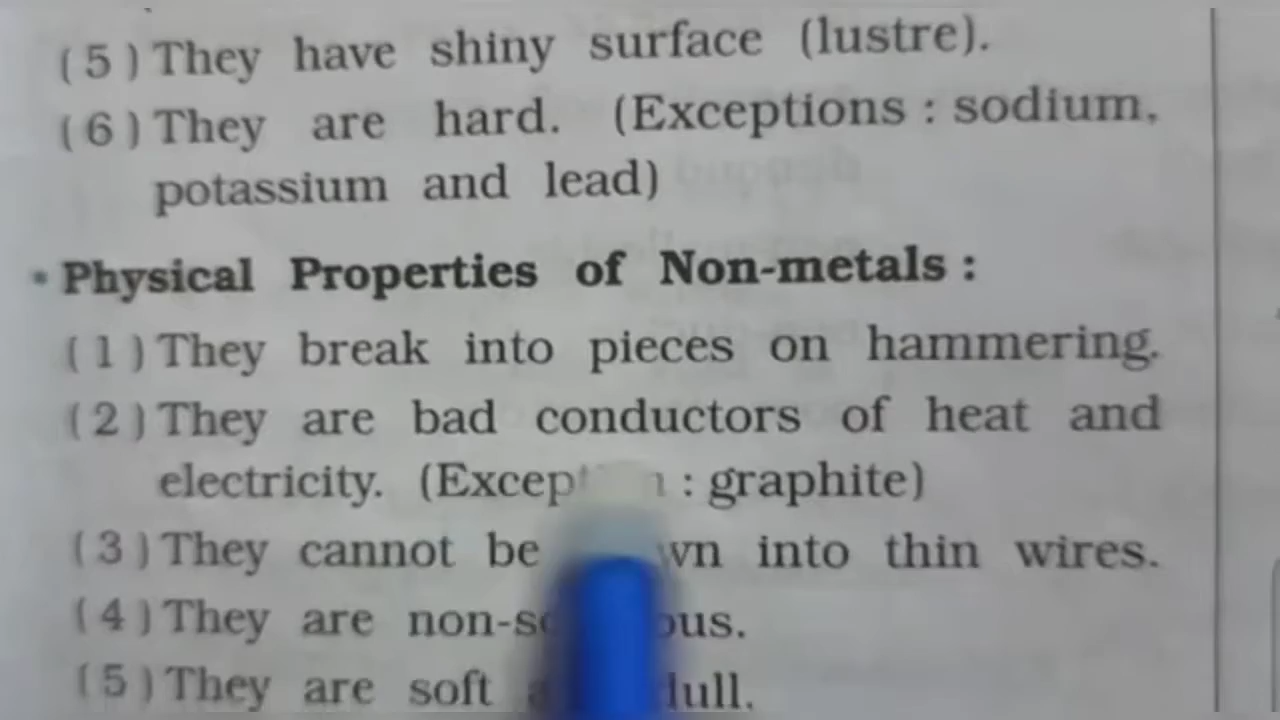 (5) They have shiny surface (lustre).
(6) They are hard. (Exceptions : sodium,
potassium and lead)
• Physical Properties of Non-metals :
(1) They break into pieces on hammering.
(2) They are bad conductors of heat and
electricity. (Exception : graphite)
(3) They cannot be into thin wires.
(4) They are
(5) They are soft